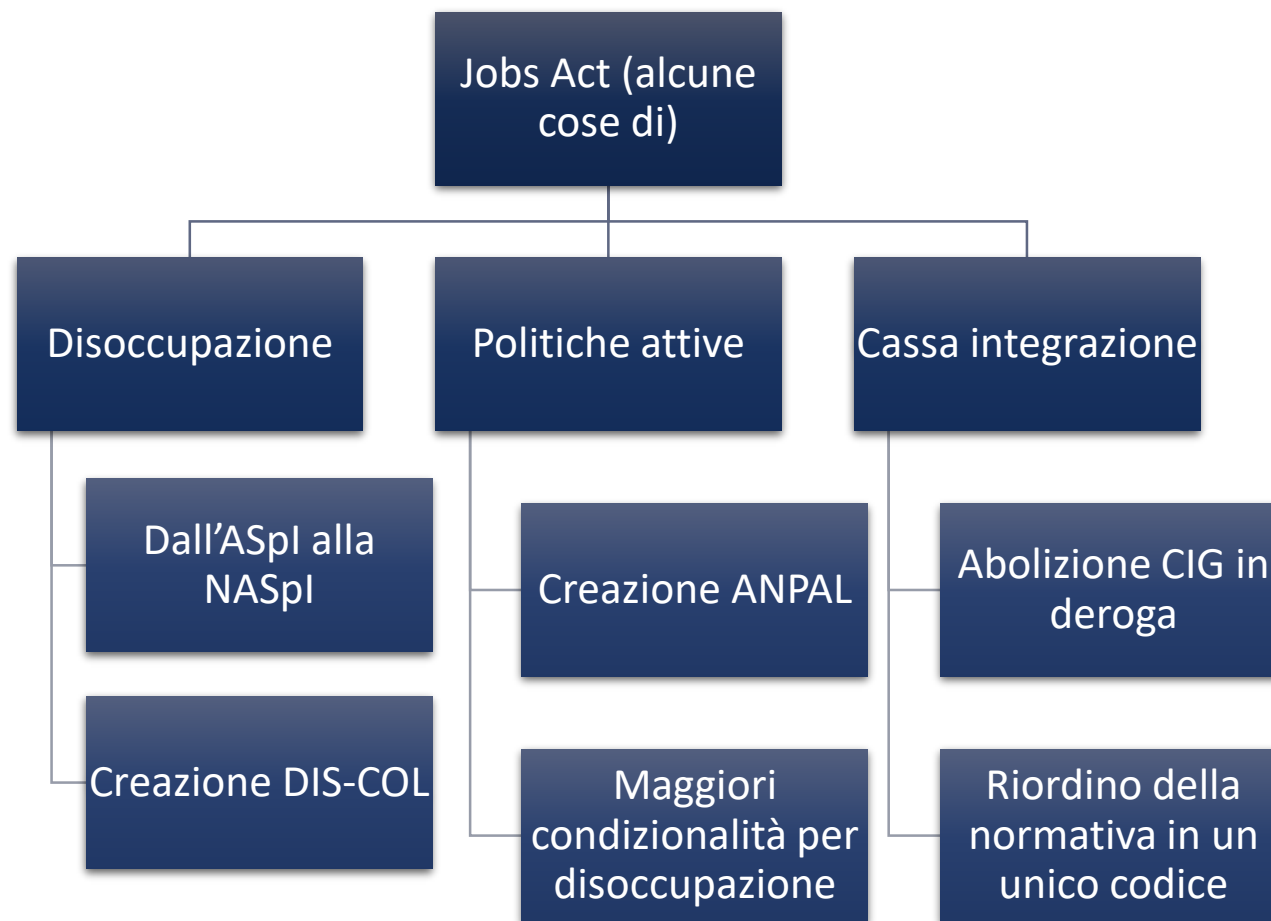 Jobs Act (alcune
cose di)
Disoccupazione
Politiche attive
Cassa integrazione
Dall’ASpI alla
NASpI
Creazione DIS-COL
Creazione ANPAL
Maggiori
condizionalità per
disoccupazione
Abolizione CIG in
deroga
Riordino della
normativa in un
unico codice